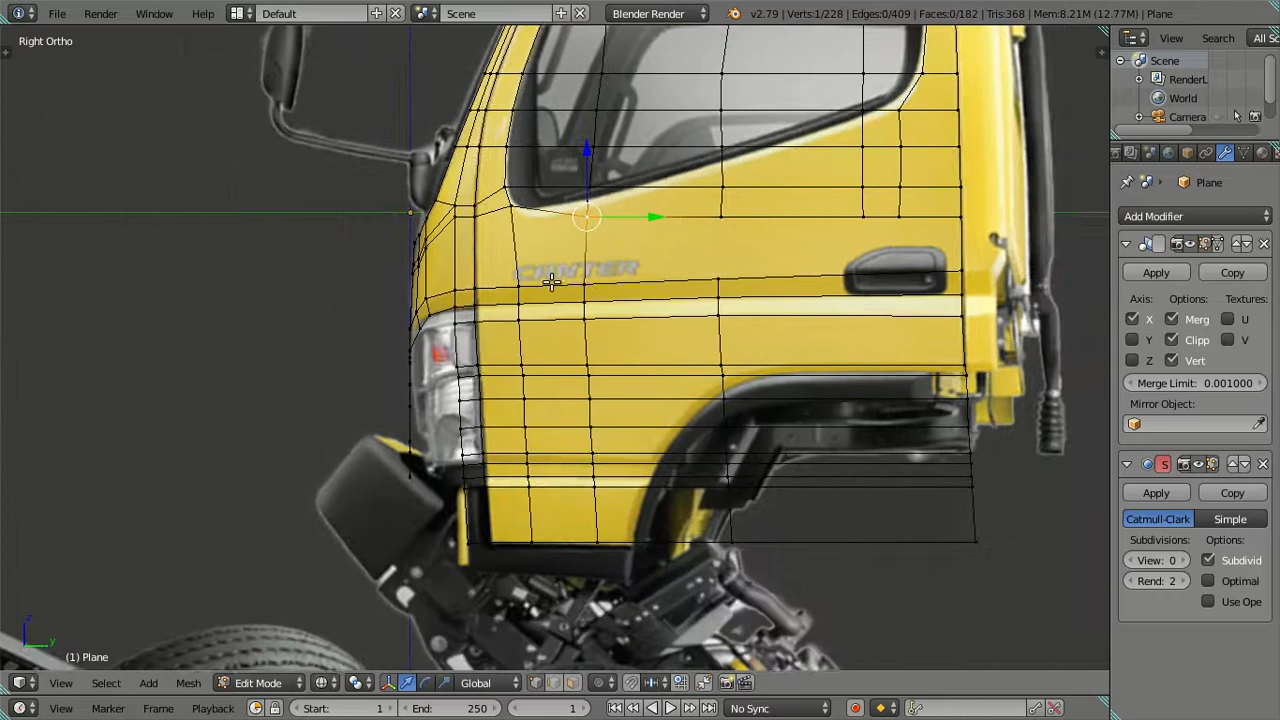 File Render Window Help Default Scene Blender Render v2.79 | Verts:1/228 | Edges:0/409 | Faces:0/182 | Tris:368 | Mem:8.21M (12.77M) | Plane
Right Ortho
View Search All Sc
Scene
RenderL
World
Camera
Plane
Add Modifier
Apply Copy
Axis: Options: Textures:
X Merg U
Y Clipp V
Z Vert
Merge Limit: 0.001000
Mirror Object:
S
Apply Copy
Catmull-Clark Simple
Subdivisions: Options:
View: 0 Subdivid
Rend: 2 Optimal
Use Ope
CANTER
z
y
(1) Plane
View Select Add Mesh Edit Mode Global
View Marker Frame Playback Start: 1 End: 250 1 No Sync